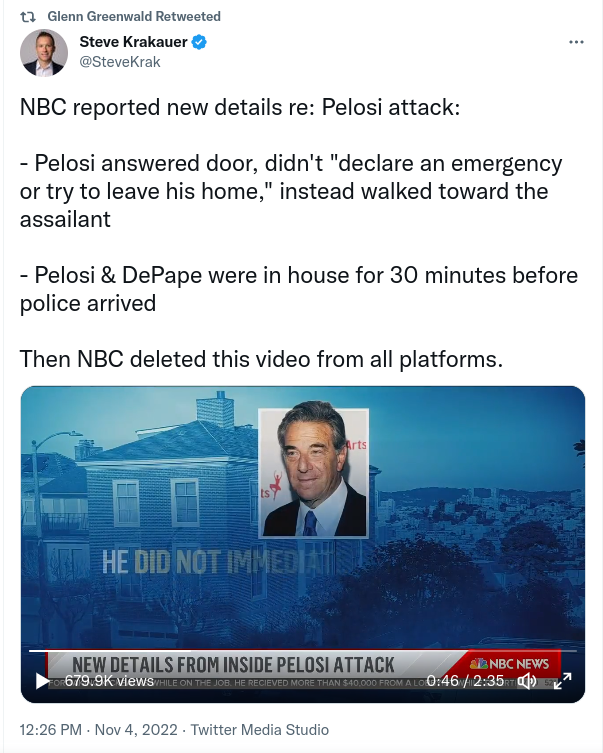 Glenn Greenwald Retweeted
Steve Krakauer
@SteveKrak
NBC reported new details re: Pelosi attack:
- Pelosi answered door, didn't "declare an emergency
or try to leave his home," instead walked toward the
assailant
- Pelosi & DePape were in house for 30 minutes before
police arrived
Then NBC deleted this video from all platforms.
Arts
ts
HE DID NOT IMMEDIAT
NEW DETAILS FROM INSIDE PELOSI ATTACK
NBC NEWS
WHILE ON THE JOB. HE RECIEVED MORE THAN $40,000 FROM A
679.9K views
0:46 / 2:35
12:26 PM · Nov 4, 2022 · Twitter Media Studio